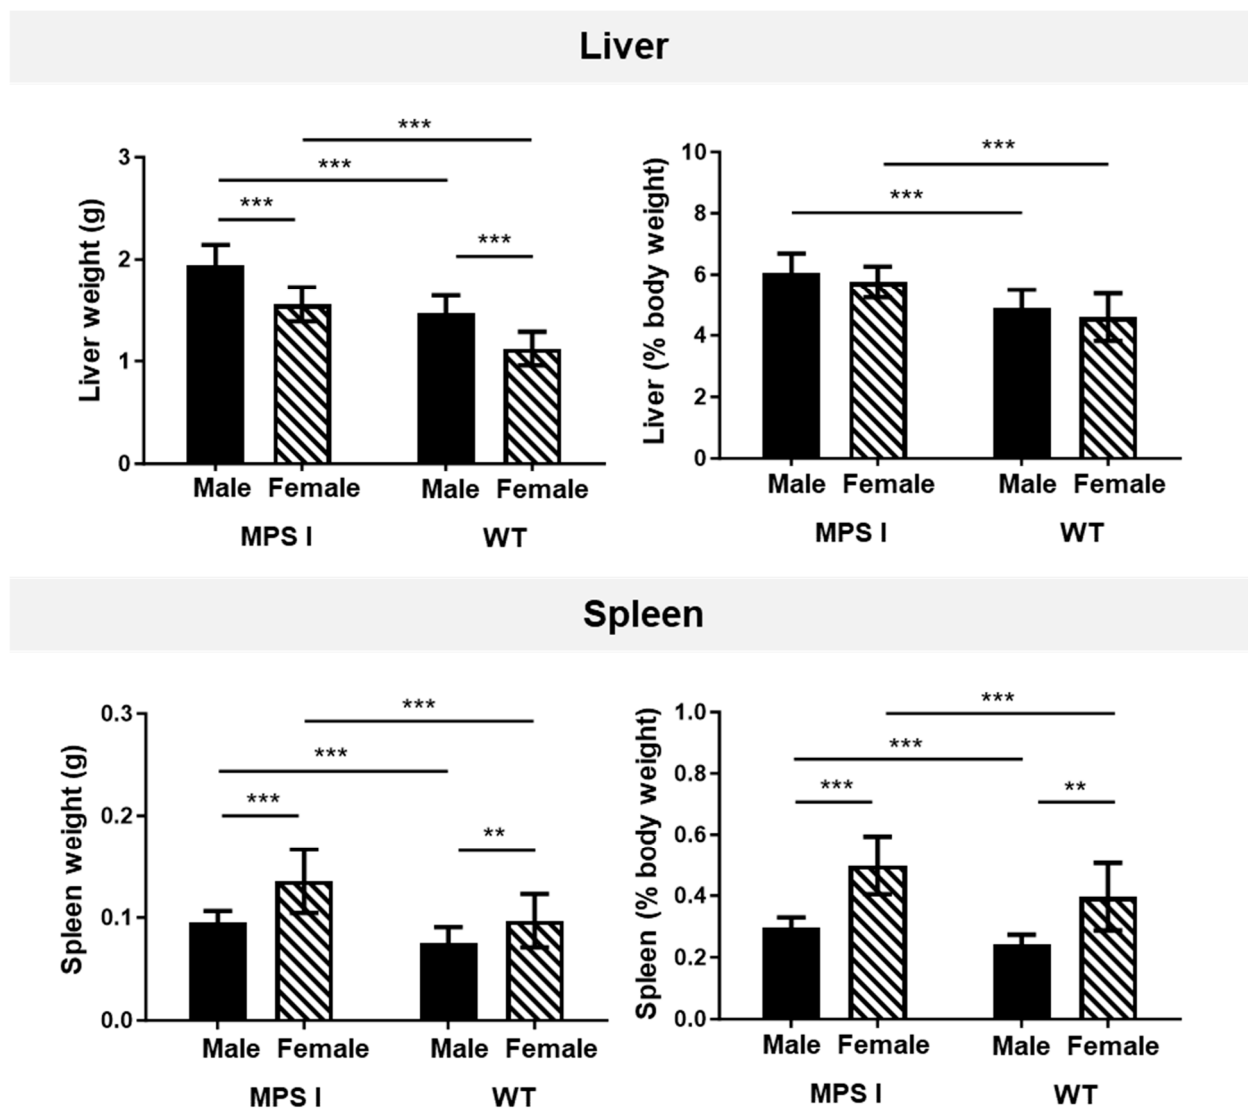 Liver
Liver weight (g)
3
2
1
0
***
***
***
***
Male Female Male Female
MPS I WT
Liver (% body weight)
10
8
6
4
2
0
***
***
Male Female Male Female
MPS I WT
Spleen
Spleen weight (g)
0.3
0.2
0.1
0.0
***
***
***
**
Male Female Male Female
MPS I WT
Spleen (% body weight)
1.0
0.8
0.6
0.4
0.2
0.0
***
***
***
**
Male Female Male Female
MPS I WT